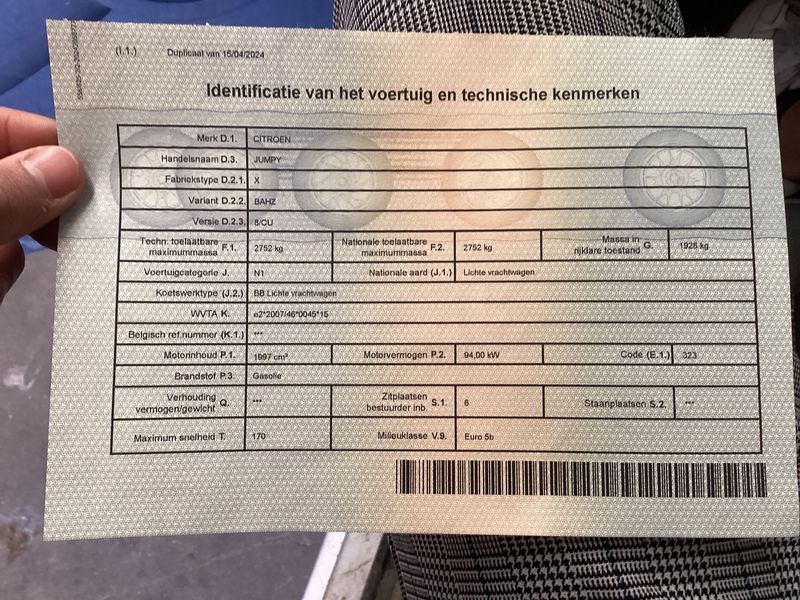 (I.1.) Duplicaat van 15/04/2024
Identificatie van het voertuig en technische kenmerken
Merk D.1. CITROEN
Handelsnaam D.3. JUMPY
Fabriekstype D.2.1. X
Variant D.2.2. BAHZ
Versie D.2.3. 8/CU
Techn. toelaatbare maximummassa F.1. 2752 kg Nationale toelaatbare maximummassa F.2. 2752 kg Massa in rijklare toestand G. 1928 kg
Voertuigcategorie J. N1 Nationale aard (J.1.) Lichte vrachtwagen
Koetswerktype (J.2.) BB Lichte vrachtwagen
WVTA K. e2*2007/46*0045*15
Belgisch ref.nummer (K.1.) ***
Motorinhoud P.1. 1997 cm³ Motorvermogen P.2. 94,00 kW Code (E.1.) 323
Brandstof P.3. Gasolie
Verhouding vermogen/gewicht Q. *** Zitplaatsen bestuurder inb. S.1. 6 Staanplaatsen S.2. ***
Maximum snelheid T. 170 Milieuklasse V.9. Euro 5b